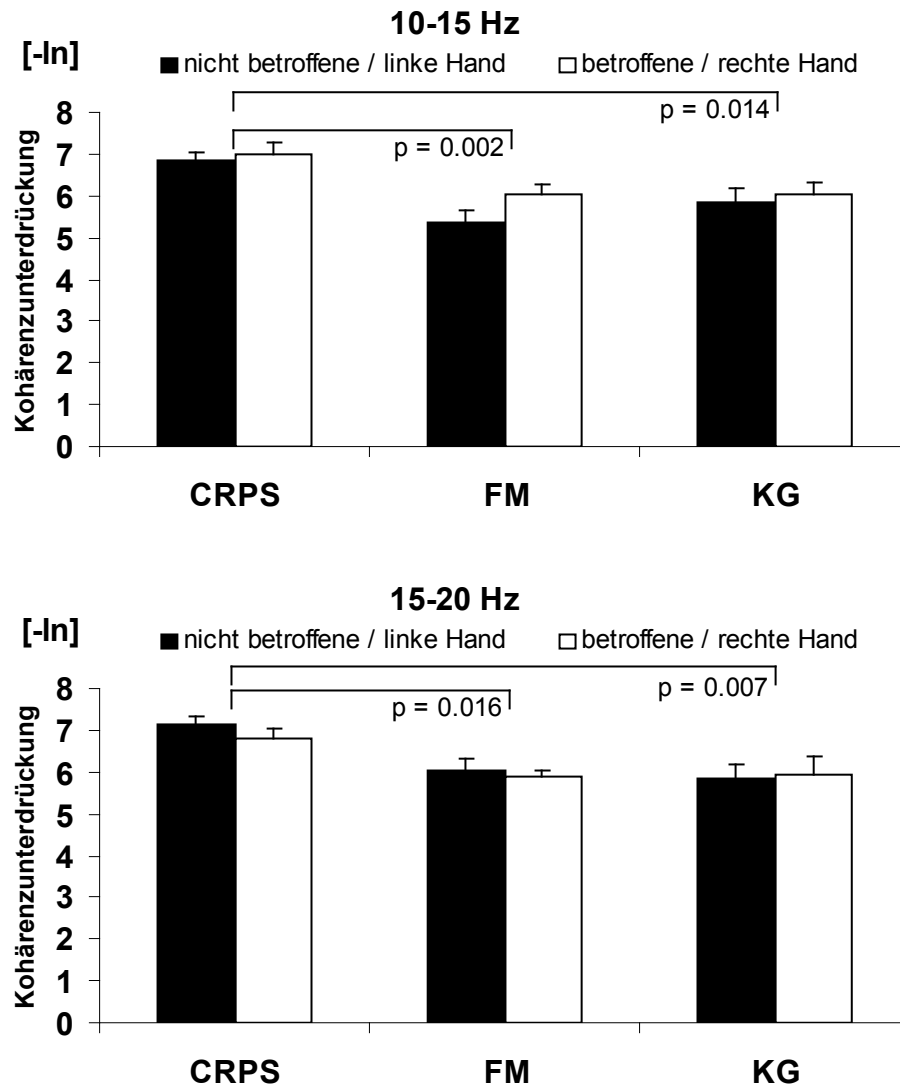 10-15 Hz
[-ln]
nicht betroffene / linke Hand betroffene / rechte Hand
p = 0.014
p = 0.002
Kohärenzunterdrückung
8
7
6
5
4
3
2
1
0
CRPS FM KG
15-20 Hz
[-ln]
nicht betroffene / linke Hand betroffene / rechte Hand
p = 0.016 p = 0.007
Kohärenzunterdrückung
8
7
6
5
4
3
2
1
0
CRPS FM KG